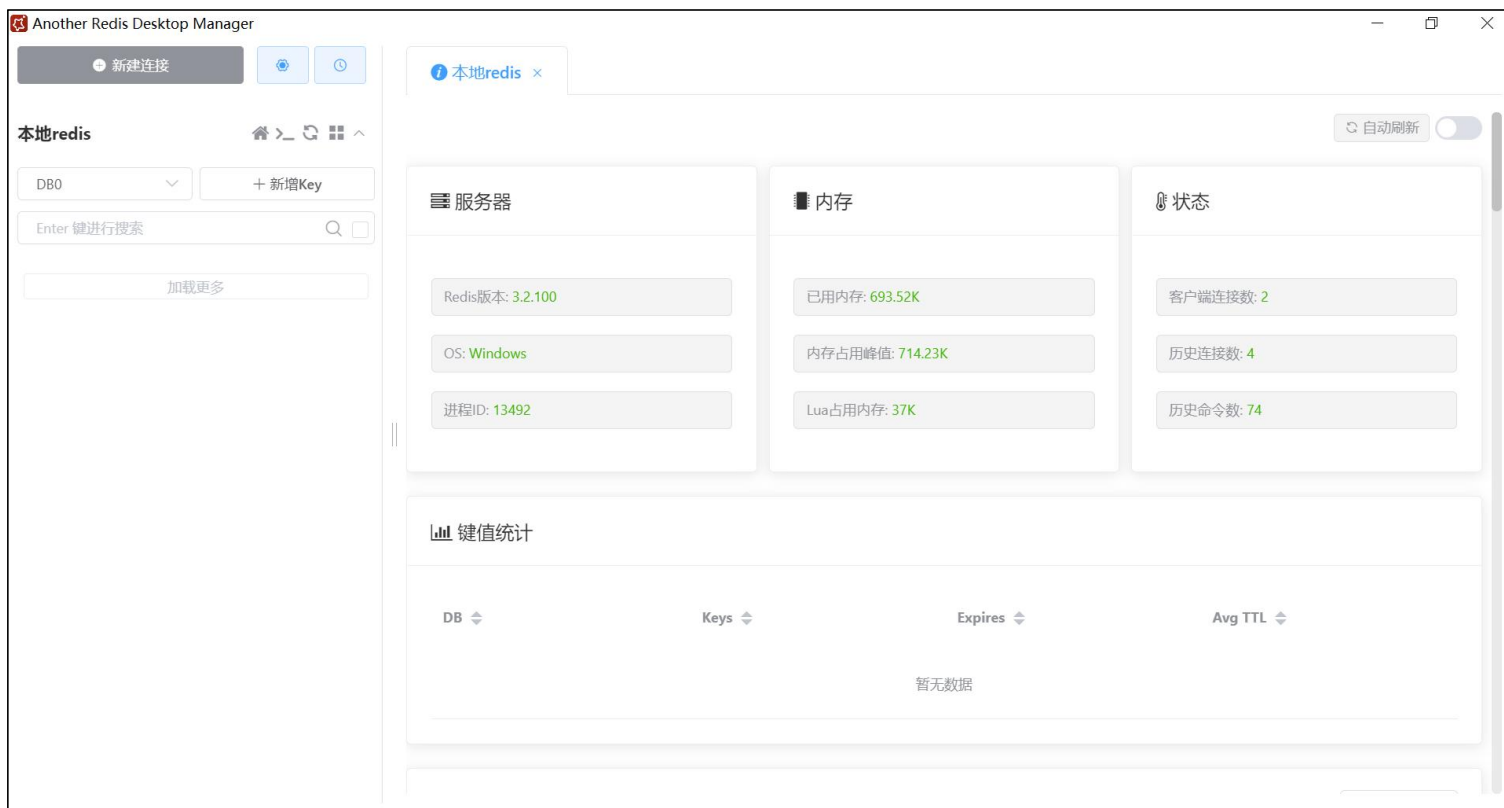 Another Redis Desktop Manager
新建连接
本地redis
本地redis
自动刷新
DB0
新增Key
Enter 键进行搜索
加载更多
服务器
Redis版本: 3.2.100
OS: Windows
进程ID: 13492
内存
已用内存: 693.52K
内存占用峰值: 714.23K
Lua占用内存: 37K
状态
客户端连接数: 2
历史连接数: 4
历史命令数: 74
键值统计
DB Keys Expires Avg TTL
暂无数据